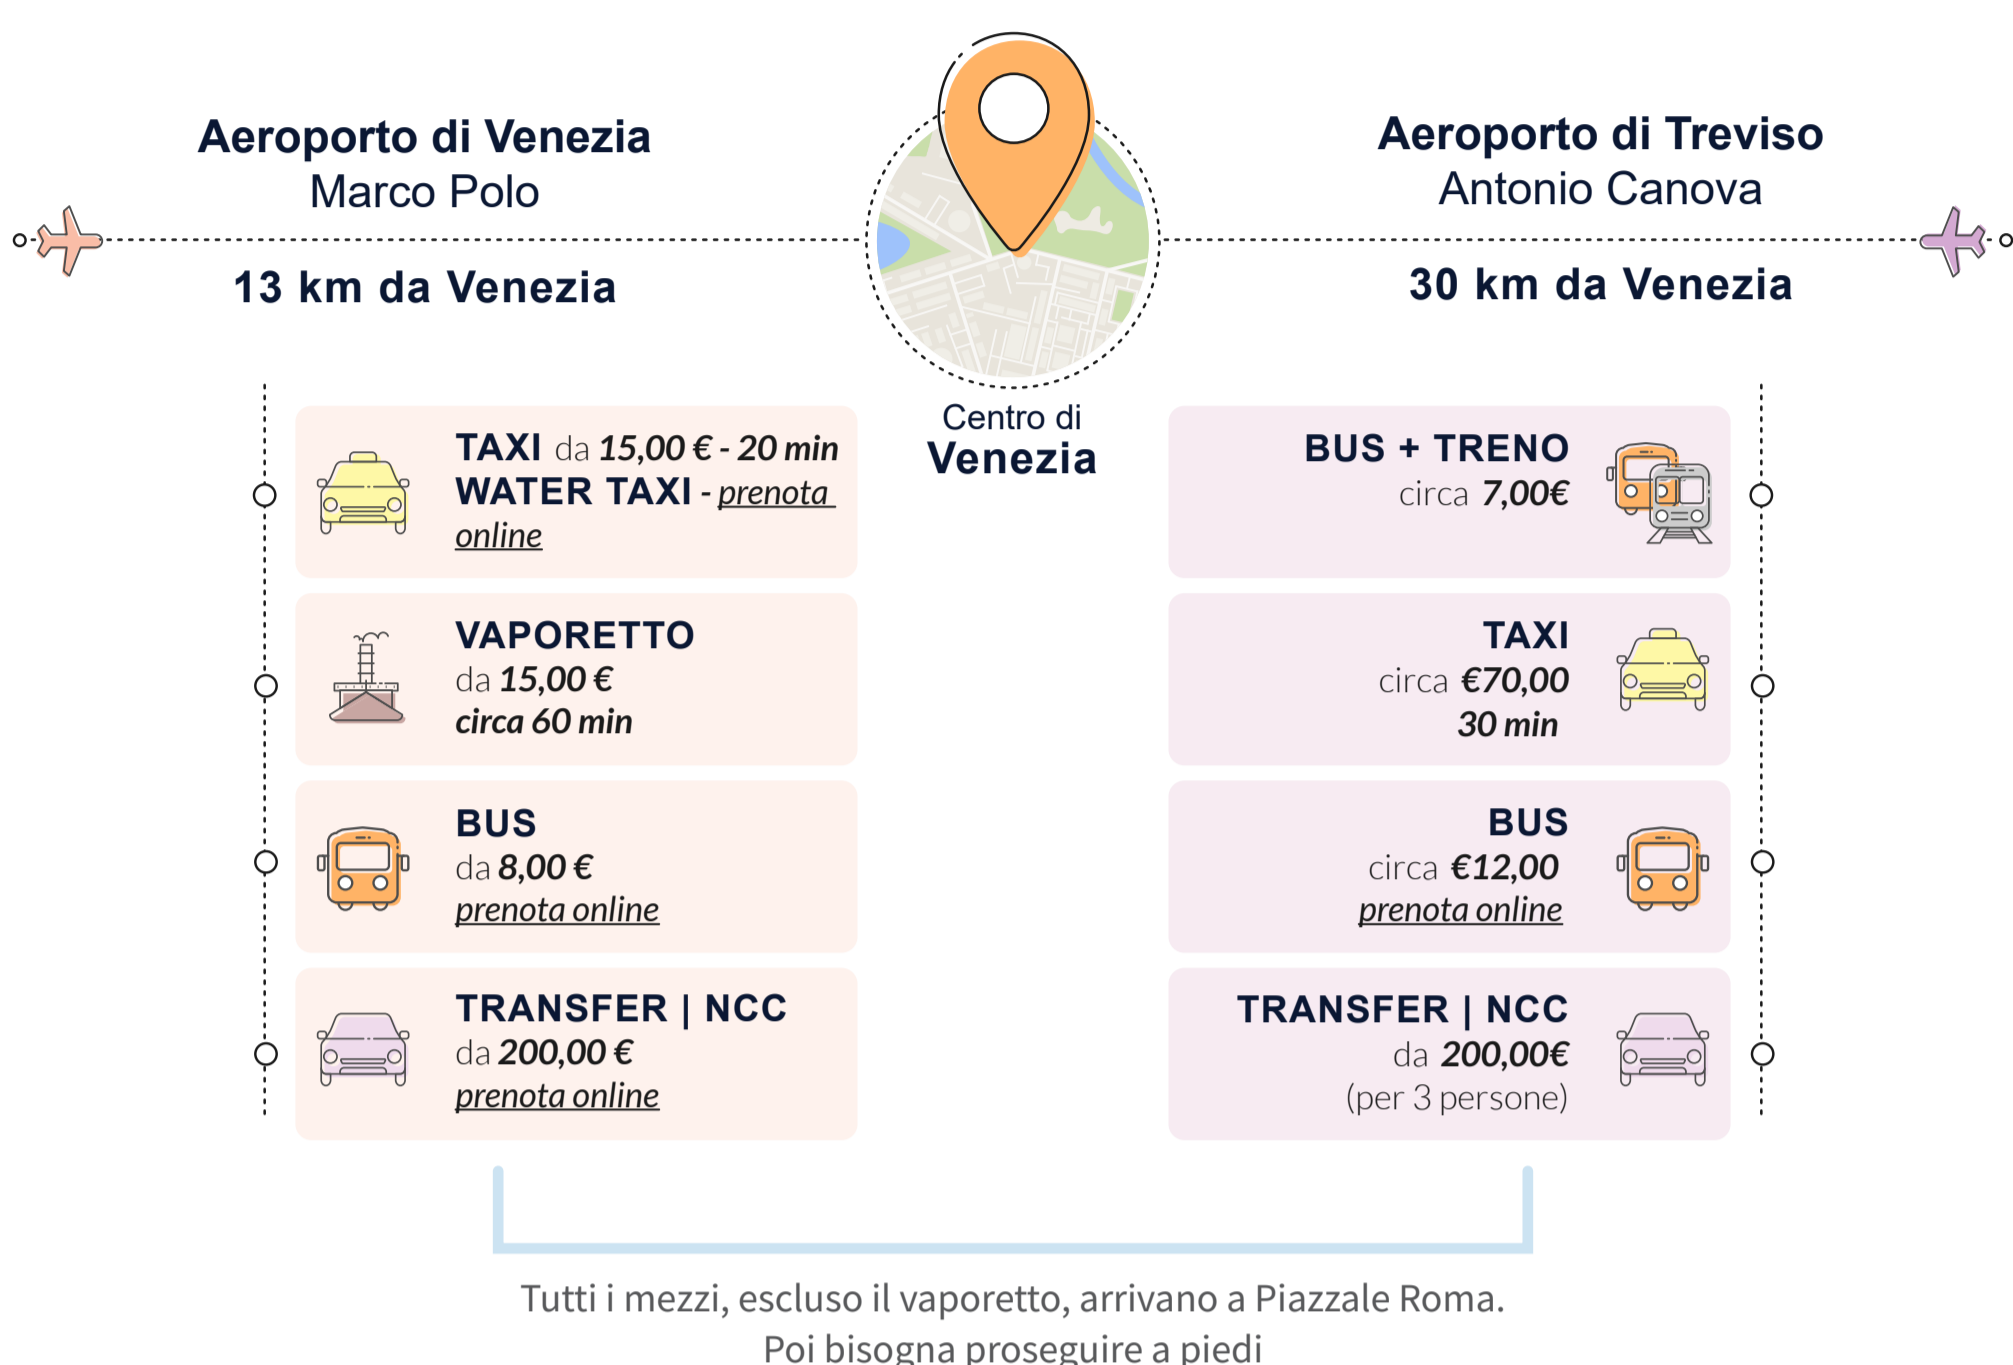 Aeroporto di Venezia
Marco Polo
13 km da Venezia
Centro di
Venezia
Aeroporto di Treviso
Antonio Canova
30 km da Venezia
TAXI da 15,00 € - 20 min
WATER TAXI - prenota
online
VAPORETTO
da 15,00 €
circa 60 min
BUS
da 8,00 €
prenota online
TRANSFER | NCC
da 200,00 €
prenota online
BUS + TRENO
circa 7,00€
TAXI
circa €70,00
30 min
BUS
circa €12,00
prenota online
TRANSFER | NCC
da 200,00€
(per 3 persone)
Tutti i mezzi, escluso il vaporetto, arrivano a Piazzale Roma.
Poi bisogna proseguire a piedi